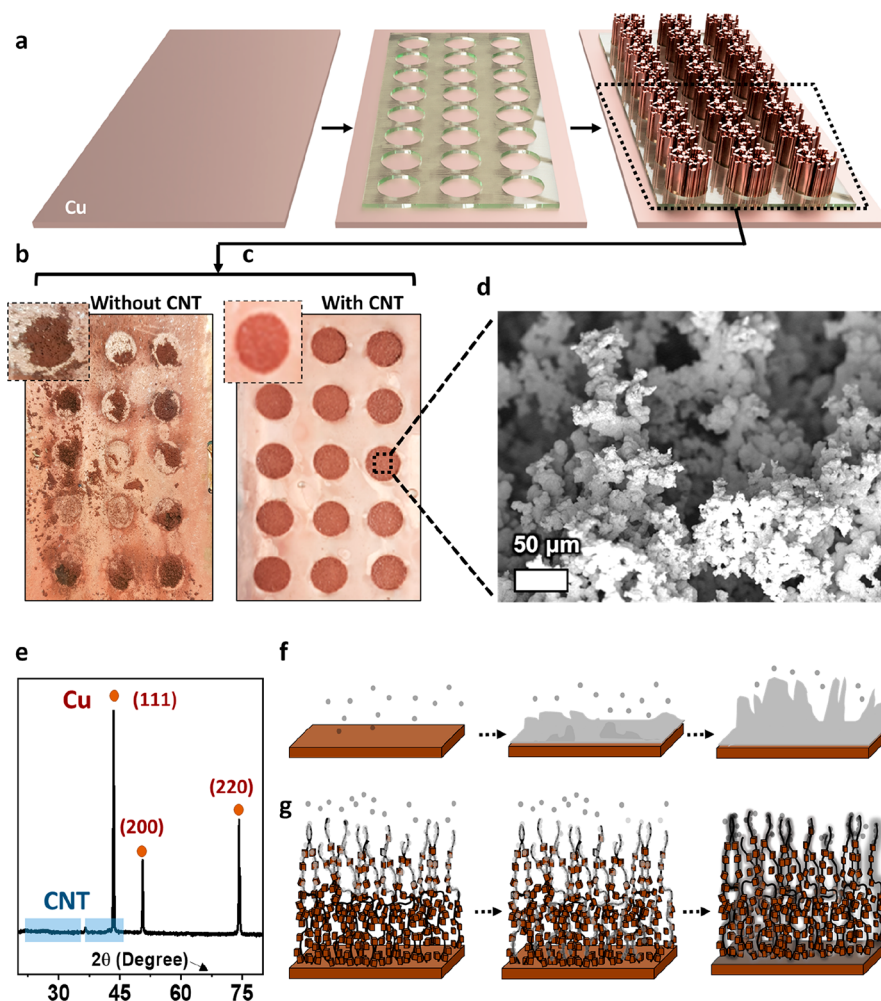 a
Cu
b
c
Without CNT
With CNT
d
50 µm
e
Cu
(111)
(200)
(220)
CNT
2θ (Degree)
30
45
60
75
f
g